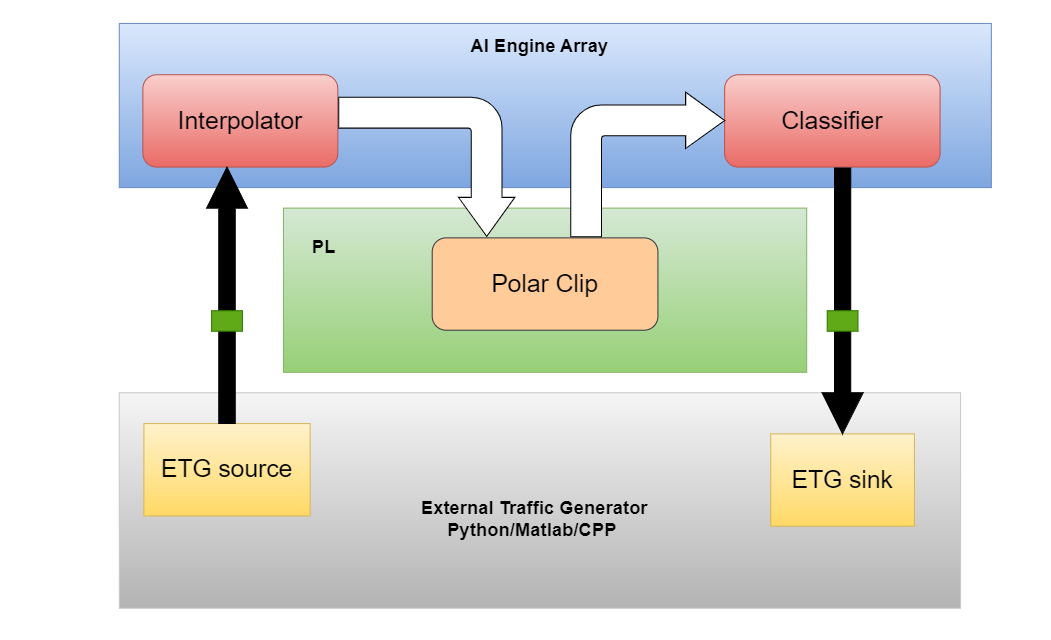 AI Engine Array
Interpolator
Classifier
PL
Polar Clip
ETG source
ETG sink
External Traffic Generator
Python/Matlab/CPP